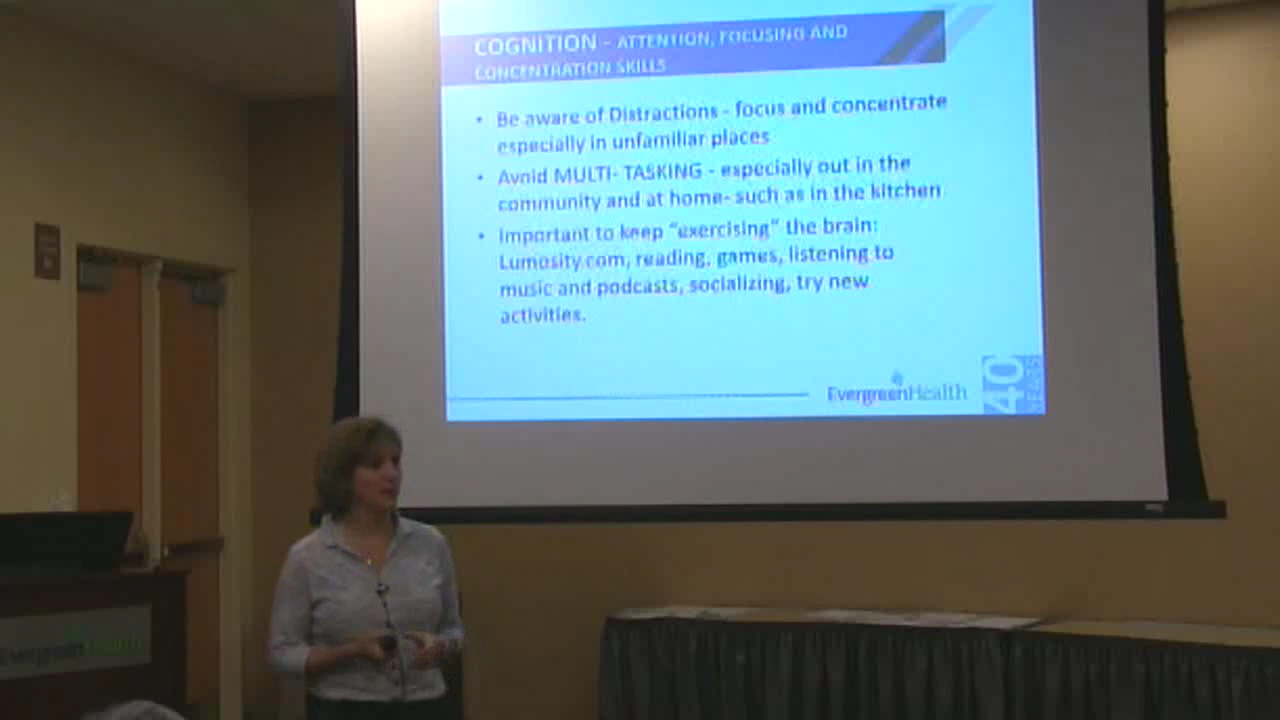 COGNITION - ATTENTION, FOCUSING AND
CONCENTRATION SKILLS
• Be aware of Distractions - focus and concentrate
especially in unfamiliar places
• Avoid MULTI- TASKING - especially out in the
community and at home- such as in the kitchen
• Important to keep “exercising” the brain:
Lumosity.com, reading, games, listening to
music and podcasts, socializing, try new
activities.
EvergreenHealth
40
YEARS
EvergreenHealth